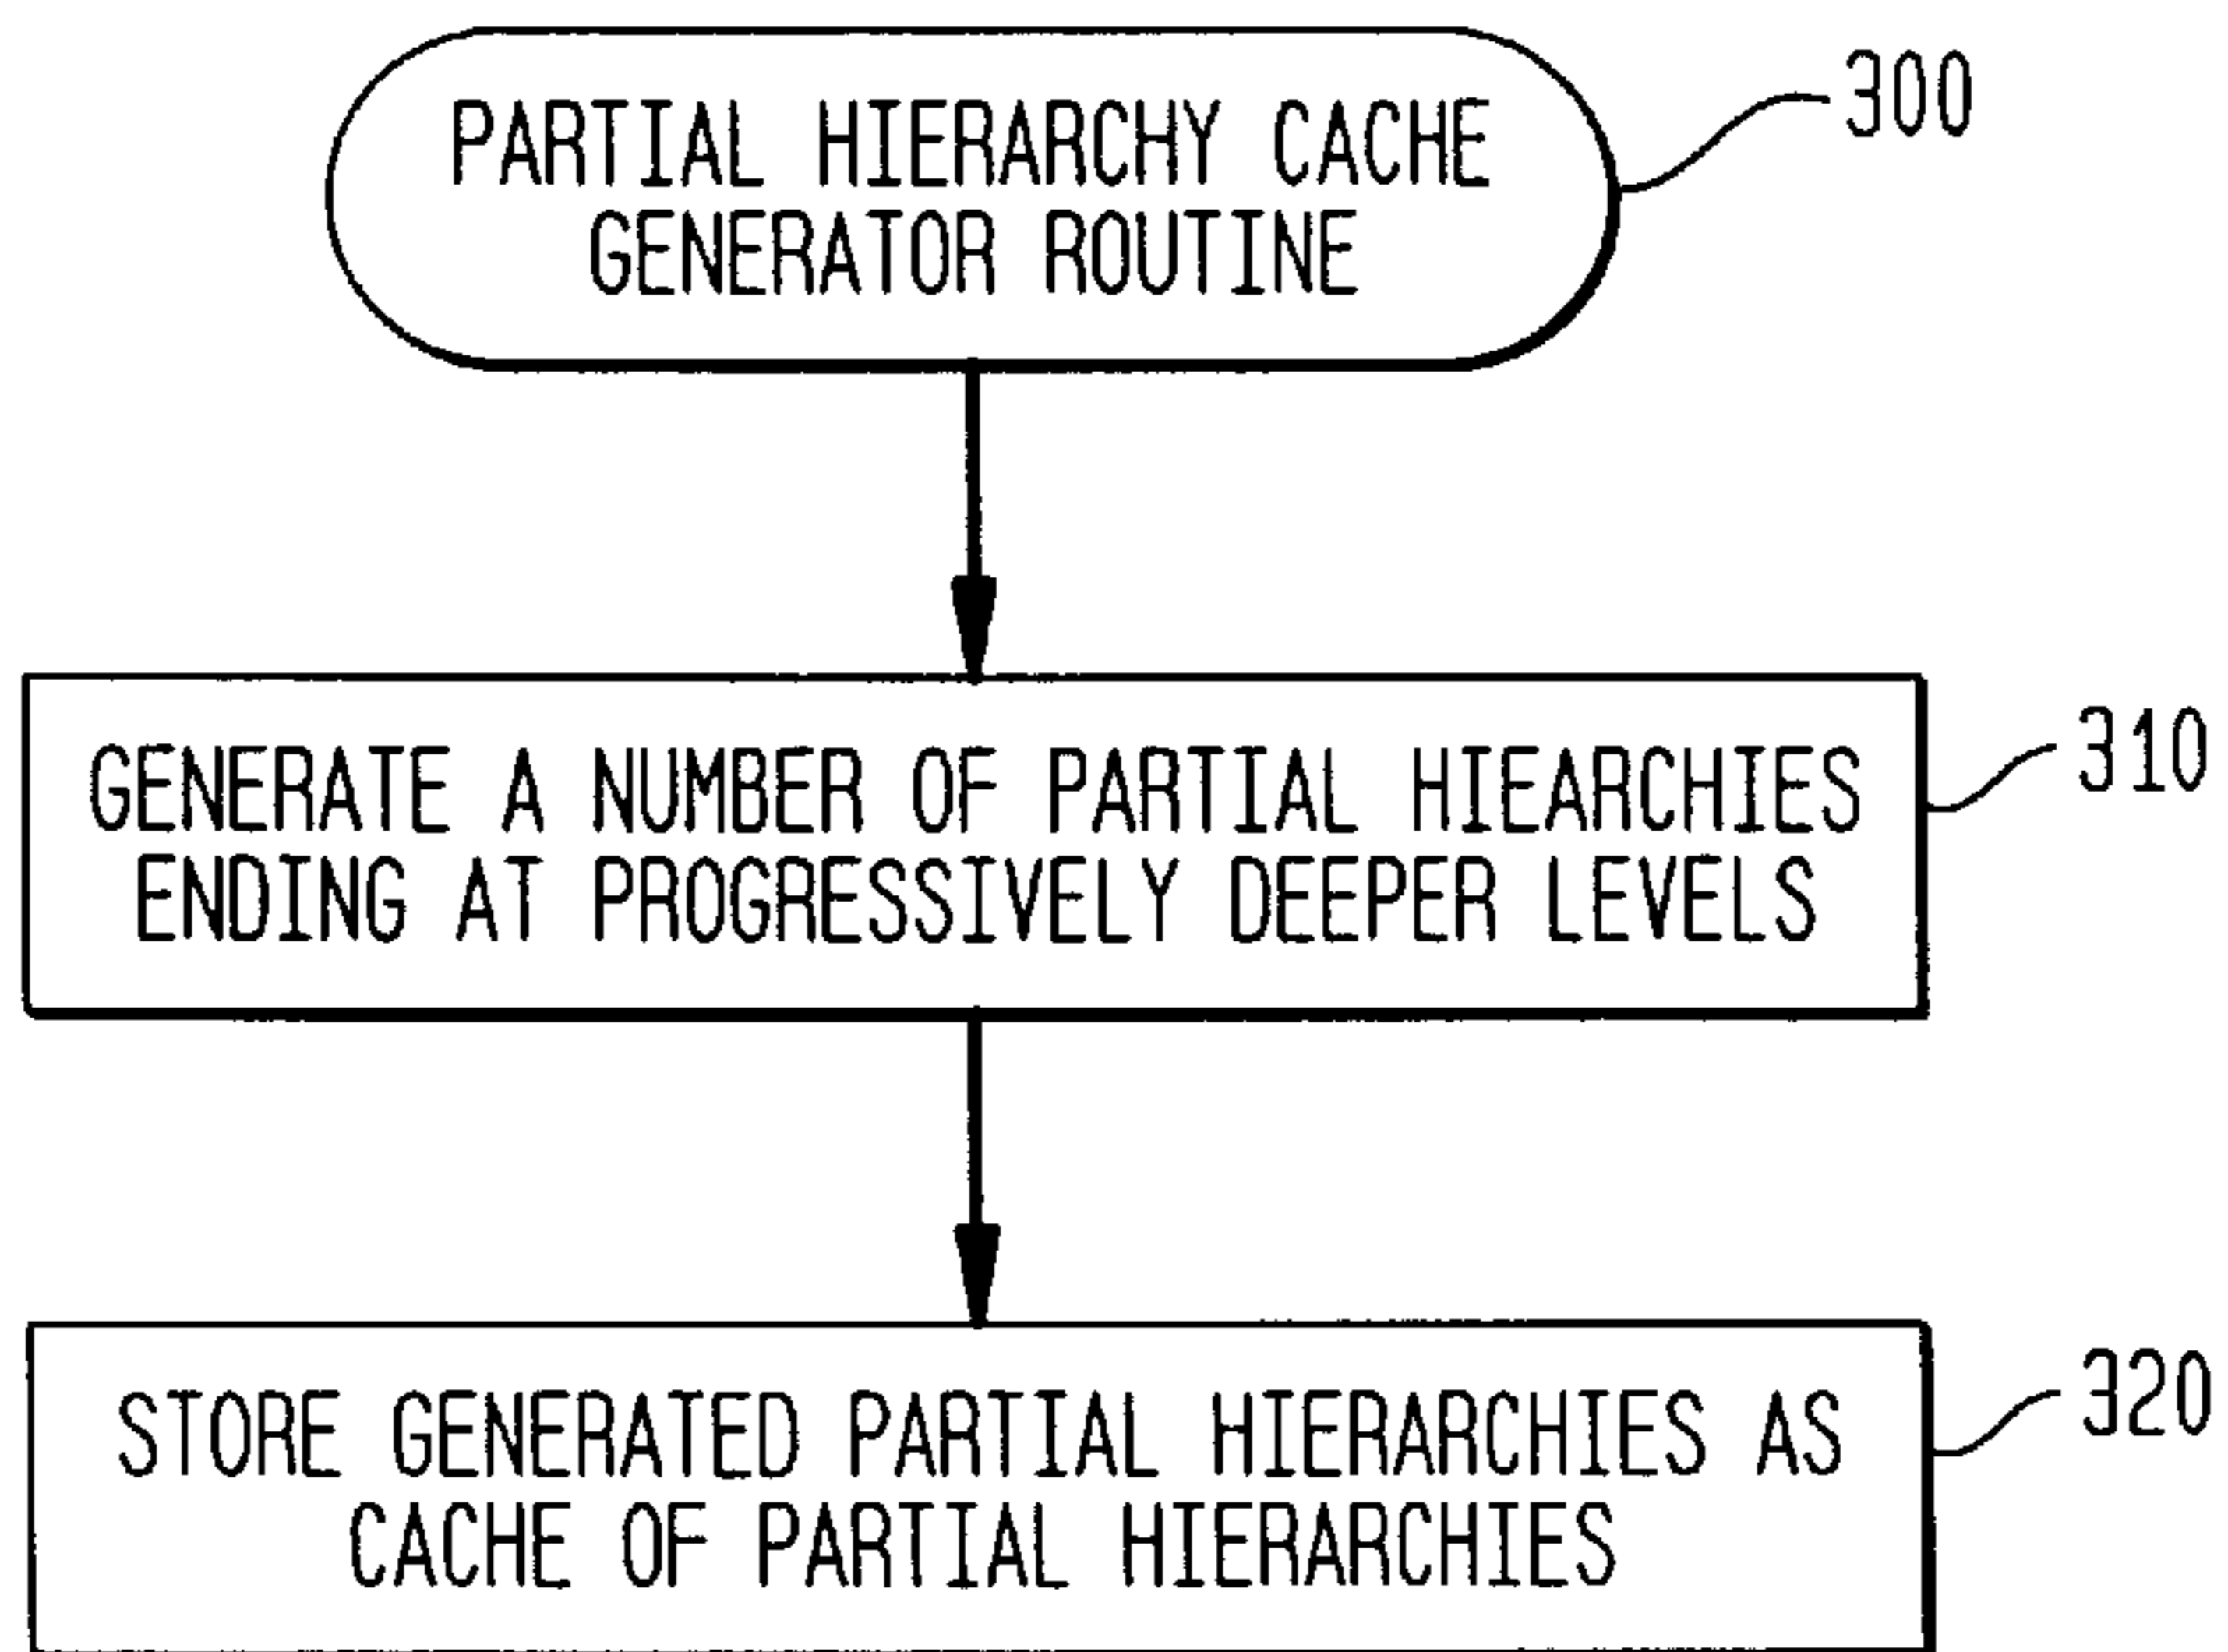 PARTIAL HIERARCHY CACHE
GENERATOR ROUTINE
300
GENERATE A NUMBER OF PARTIAL HIEARCHIES
ENDING AT PROGRESSIVELY DEEPER LEVELS
310
STORE GENERATED PARTIAL HIERARCHIES AS
CACHE OF PARTIAL HIERARCHIES
320